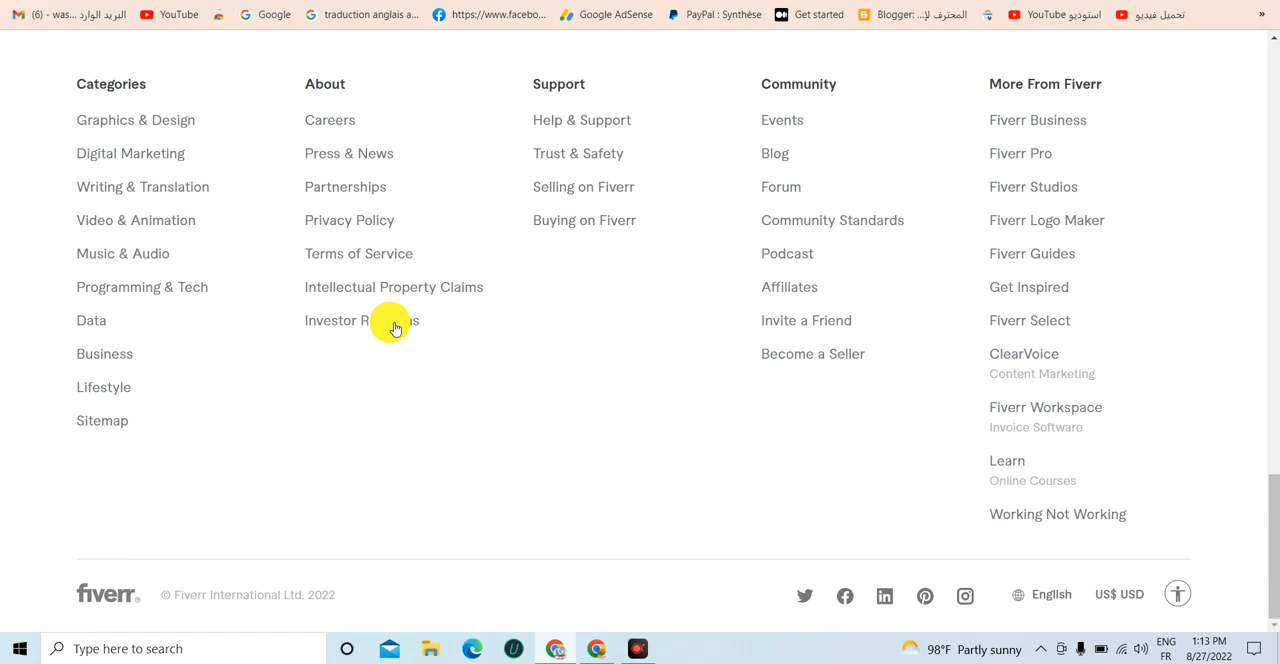 (6) - was... البريد الوارد
YouTube
Google
traduction anglais a...
https://www.facebo...
Google AdSense
PayPal : Synthèse
Get started
Blogger: ...المحترف لإ
استوديو YouTube
تحميل فيديو
»
Categories
Graphics & Design
Digital Marketing
Writing & Translation
Video & Animation
Music & Audio
Programming & Tech
Data
Business
Lifestyle
Sitemap
About
Careers
Press & News
Partnerships
Privacy Policy
Terms of Service
Intellectual Property Claims
Investor
Support
Help & Support
Trust & Safety
Selling on Fiverr
Buying on Fiverr
Community
Events
Blog
Forum
Community Standards
Podcast
Affiliates
Invite a Friend
Become a Seller
More From Fiverr
Fiverr Business
Fiverr Pro
Fiverr Studios
Fiverr Logo Maker
Fiverr Guides
Get Inspired
Fiverr Select
ClearVoice
Content Marketing
Fiverr Workspace
Invoice Software
Learn
Online Courses
Working Not Working
fiverr®
© Fiverr International Ltd. 2022
English
US$ USD
Type here to search
98°F Partly sunny
ENG
FR
1:13 PM
8/27/2022